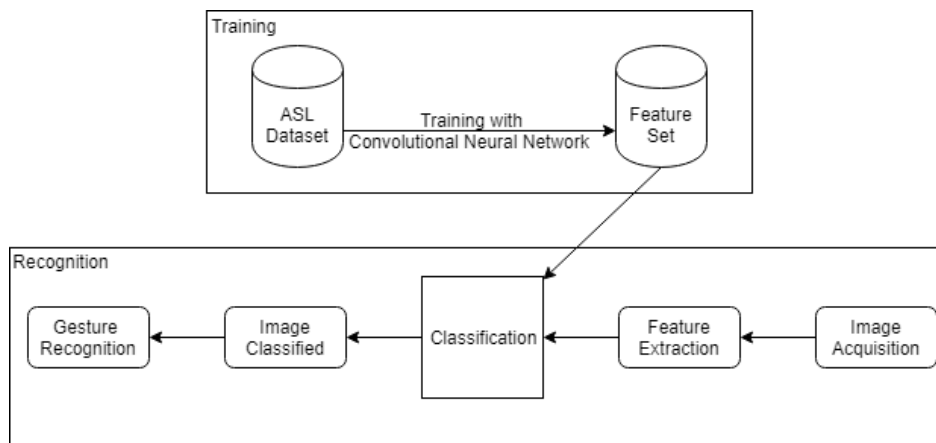 Training
ASL
Dataset
Training with
Convolutional Neural Network
Feature
Set
Recognition
Gesture
Recognition
Image
Classified
Classification
Feature
Extraction
Image
Acquisition